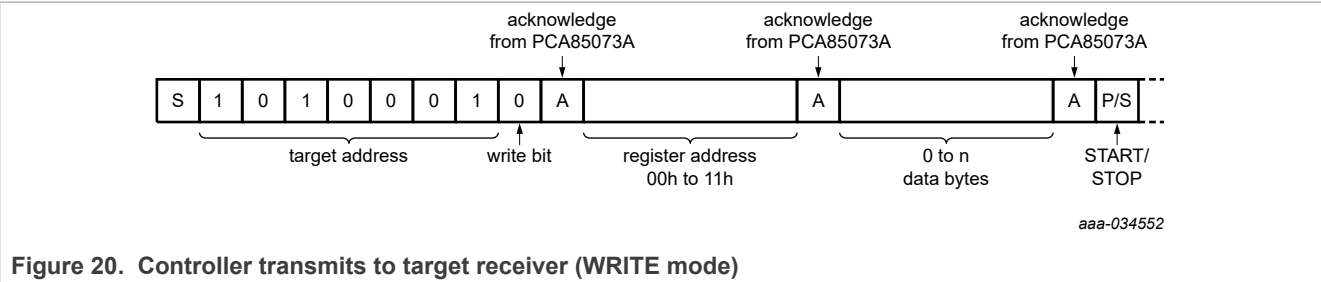 acknowledge acknowledge acknowledge
from PCA85073A from PCA85073A from PCA85073A
S 1 0 1 0 0 0 1 0 A A A P/S
target address write bit register address 0 to n START/
00h to 11h data bytes STOP
aaa-034552
Figure 20. Controller transmits to target receiver (WRITE mode)